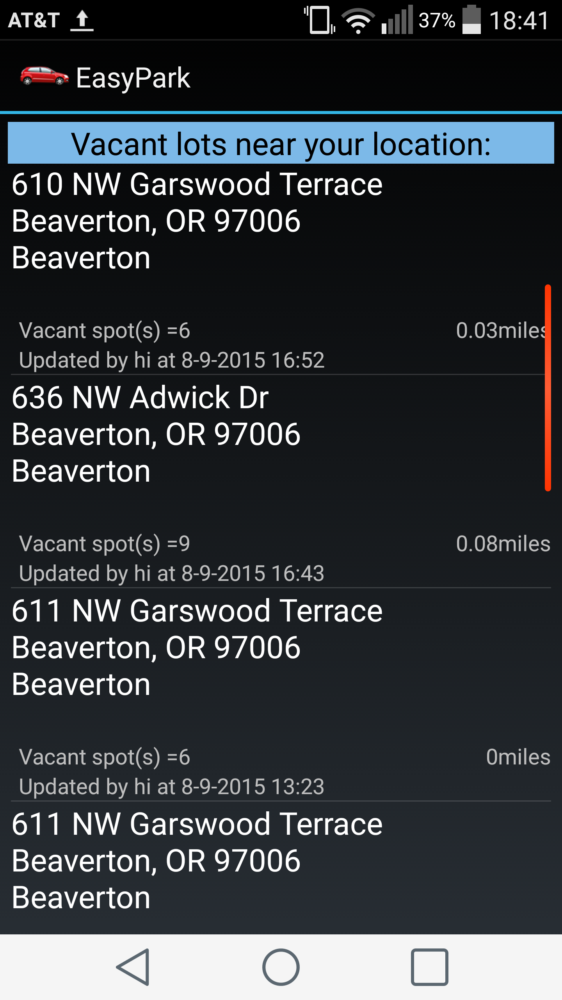 AT&T 37% 18:41
EasyPark
Vacant lots near your location:
610 NW Garswood Terrace
Beaverton, OR 97006
Beaverton
Vacant spot(s) =6 0.03miles
Updated by hi at 8-9-2015 16:52
636 NW Adwick Dr
Beaverton, OR 97006
Beaverton
Vacant spot(s) =9 0.08miles
Updated by hi at 8-9-2015 16:43
611 NW Garswood Terrace
Beaverton, OR 97006
Beaverton
Vacant spot(s) =6 0miles
Updated by hi at 8-9-2015 13:23
611 NW Garswood Terrace
Beaverton, OR 97006
Beaverton